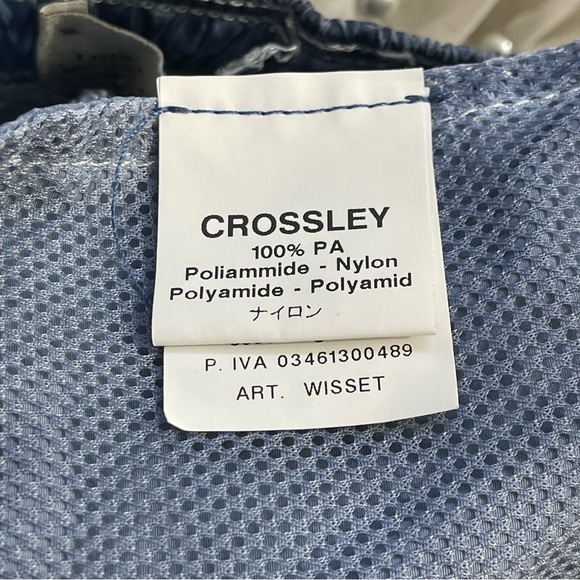 CROSSLEY
100% PA
Poliammide - Nylon
Polyamide - Polyamid
ナイロン
P. IVA 03461300489
ART. WISSET